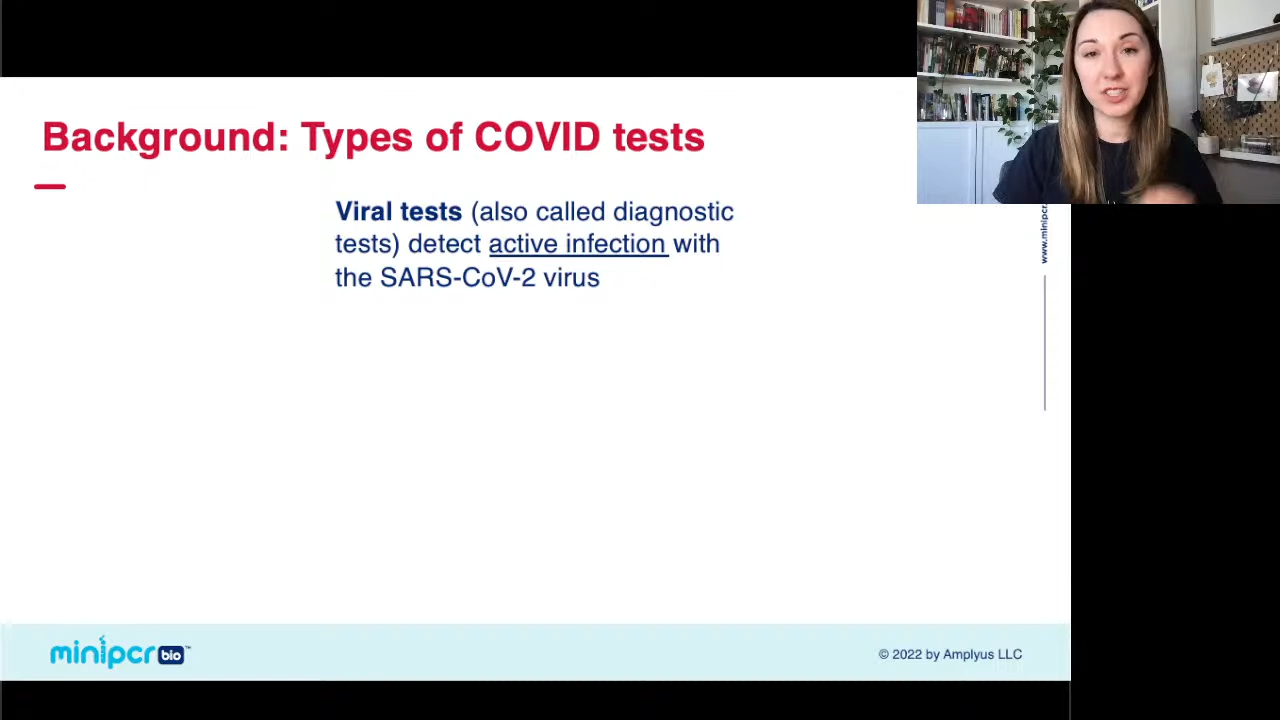 Background: Types of COVID tests
Viral tests (also called diagnostic
tests) detect active infection with
the SARS-CoV-2 virus
www.minipcr.
minipcr bio™
© 2022 by Amplyus LLC